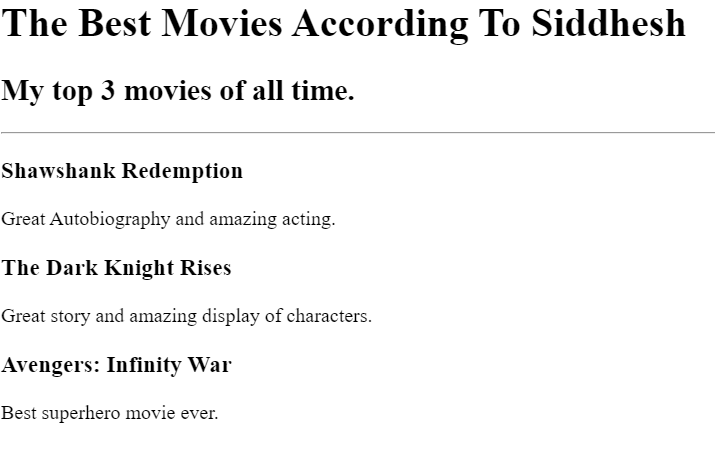 The Best Movies According To Siddhesh
My top 3 movies of all time.
Shawshank Redemption
Great Autobiography and amazing acting.
The Dark Knight Rises
Great story and amazing display of characters.
Avengers: Infinity War
Best superhero movie ever.